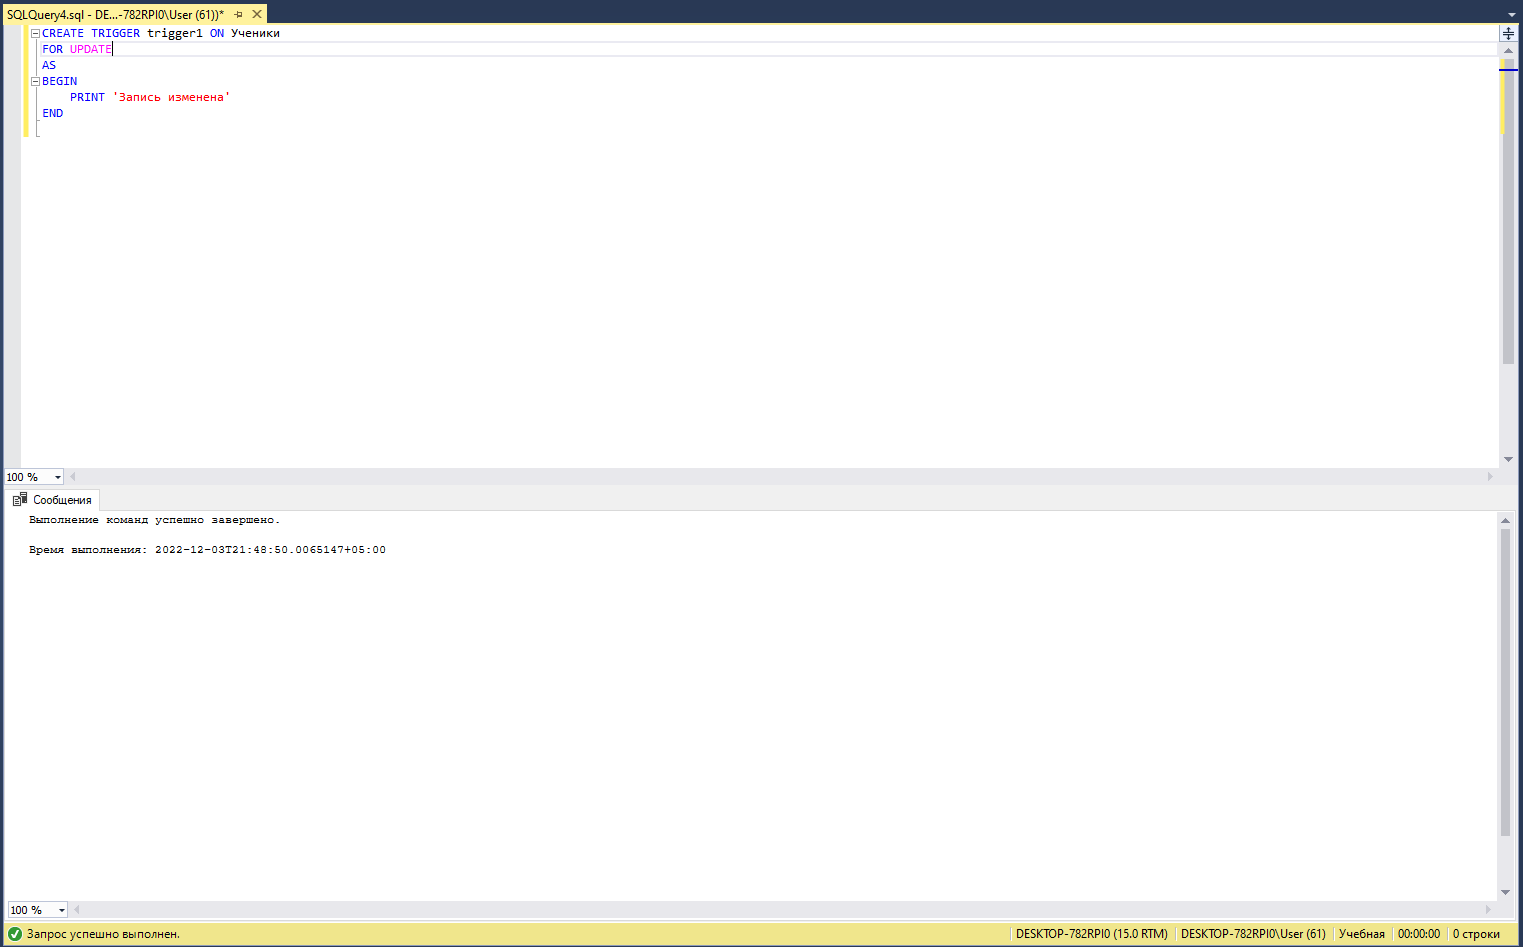 SQLQuery4.sql - DE...-782RPI0\User (61))*
CREATE TRIGGER trigger1 ON Ученики
FOR UPDATE
AS
BEGIN
PRINT 'Запись изменена'
END
100 %
Сообщения
Выполнение команд успешно завершено.
Время выполнения: 2022-12-03T21:48:50.0065147+05:00
100 %
Запрос успешно выполнен. DESKTOP-782RPI0 (15.0 RTM) DESKTOP-782RPI0\User (61) Учебная 00:00:00 0 строки